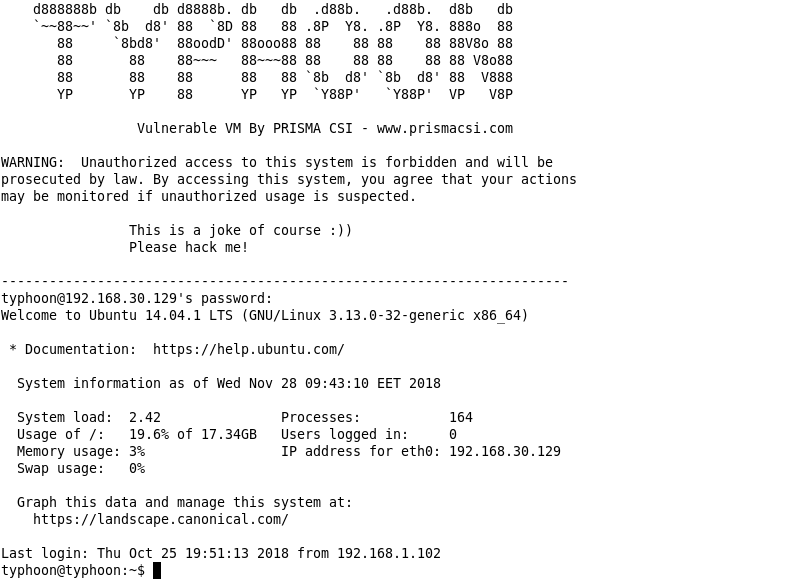 d888888b db    db d8888b. db   db  .d88b.   .d88b.  d8b   db
    `~~88~~' `8b  d8' 88  `8D 88   88 .8P  Y8. .8P  Y8. 888o  88
       88     `8bd8'  88oodD' 88ooo88 88    88 88    88 88V8o 88
       88       88    88~~~   88~~~88 88    88 88    88 88 V8o88
       88       88    88      88   88 `8b  d8' `8b  d8' 88  V888
       YP       YP    88      YP   YP  `Y88P'   `Y88P'  VP   V8P
Vulnerable VM By PRISMA CSI - www.prismacsi.com
WARNING:  Unauthorized access to this system is forbidden and will be
prosecuted by law. By accessing this system, you agree that your actions
may be monitored if unauthorized usage is suspected.
This is a joke of course :))
Please hack me!
-----------------------------------------------------------------------
typhoon@192.168.30.129's password:
Welcome to Ubuntu 14.04.1 LTS (GNU/Linux 3.13.0-32-generic x86_64)
 * Documentation:  https://help.ubuntu.com/
  System information as of Wed Nov 28 09:43:10 EET 2018
  System load:  2.42               Processes:           164
  Usage of /:   19.6% of 17.34GB   Users logged in:     0
  Memory usage: 3%                 IP address for eth0: 192.168.30.129
  Swap usage:   0%
  Graph this data and manage this system at:
    https://landscape.canonical.com/
Last login: Thu Oct 25 19:51:13 2018 from 192.168.1.102
typhoon@typhoon:~$